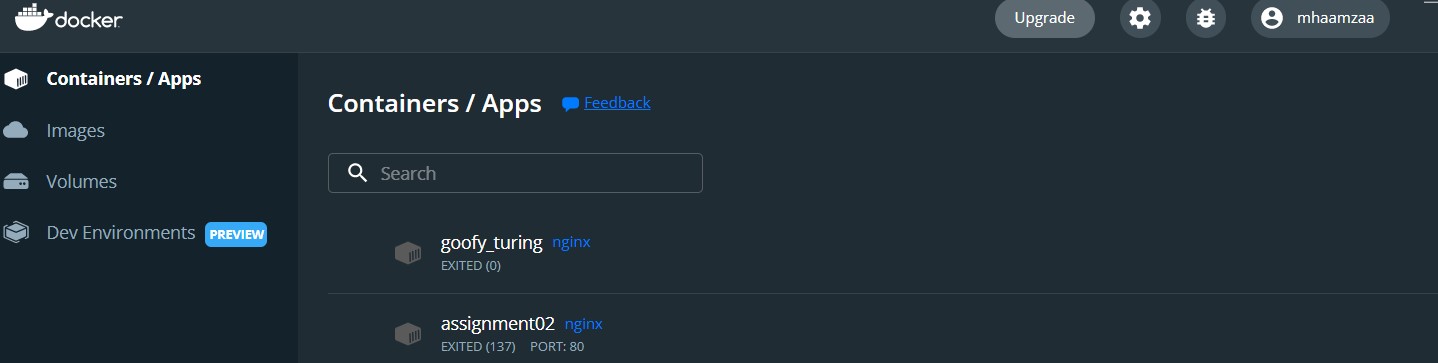 docker
Upgrade
mhaamzaa
Containers / Apps
Images
Volumes
Dev Environments PREVIEW
Containers / Apps Feedback
Search
goofy_turing nginx
EXITED (0)
assignment02 nginx
EXITED (137) PORT: 80